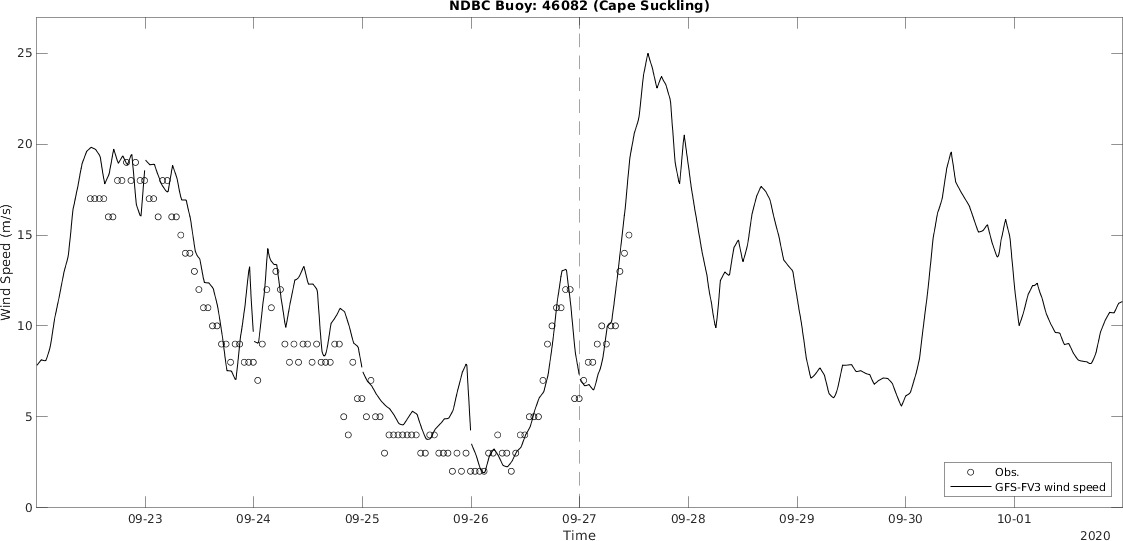 NDBC Buoy: 46082 (Cape Suckling)
25
20
15
10
5
0
Wind Speed (m/s)
Obs.
GFS-FV3 wind speed
09-23 09-24 09-25 09-26 09-27 09-28 09-29 09-30 10-01
Time
2020